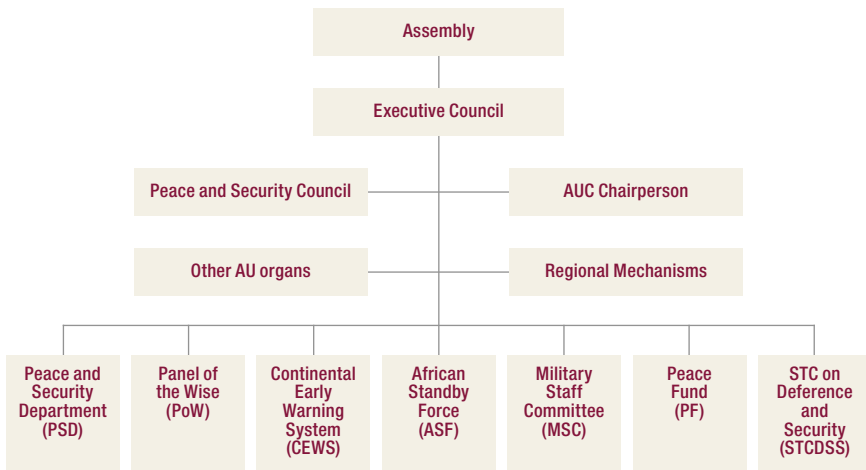 Assembly
Executive Council
Peace and Security Council
AUC Chairperson
Other AU organs
Regional Mechanisms
Peace and
Security
Department
(PSD)
Panel of
the Wise
(PoW)
Continental
Early
Warning
System
(CEWS)
African
Standby
Force
(ASF)
Military
Staff
Committee
(MSC)
Peace
Fund
(PF)
STC on
Deference
and
Security
(STCDSS)